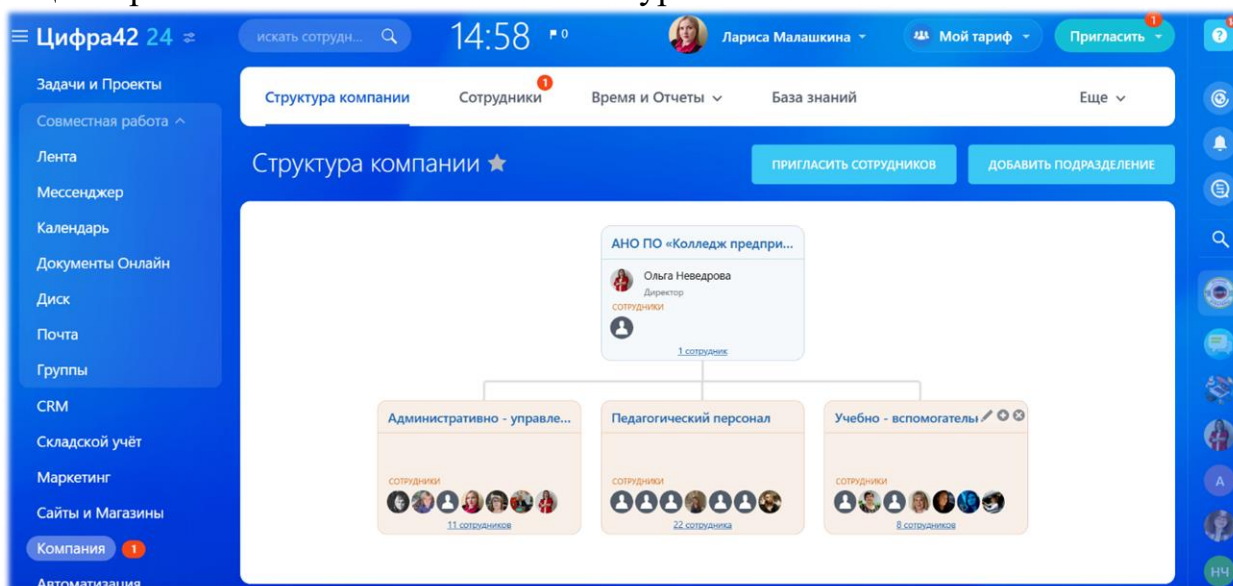 Цифра42 24
искать сотрудн...
14:58
0
Лариса Малашкина
Мой тариф
Пригласить
1
Задачи и Проекты
Совместная работа
Лента
Мессенджер
Календарь
Документы Онлайн
Диск
Почта
Группы
CRM
Складской учёт
Маркетинг
Сайты и Магазины
Компания 1
Автоматизация
Структура компании
Сотрудники
1
Время и Отчеты
База знаний
Еще
Структура компании
ПРИГЛАСИТЬ СОТРУДНИКОВ
ДОБАВИТЬ ПОДРАЗДЕЛЕНИЕ
АНО ПО «Колледж предпри...
Ольга Неведрова
Директор
СОТРУДНИКИ
1 сотрудник
Административно - управле...
СОТРУДНИКИ
11 сотрудников
Педагогический персонал
СОТРУДНИКИ
22 сотрудника
Учебно - вспомогательн
СОТРУДНИКИ
8 сотрудников
?
А
НЧ